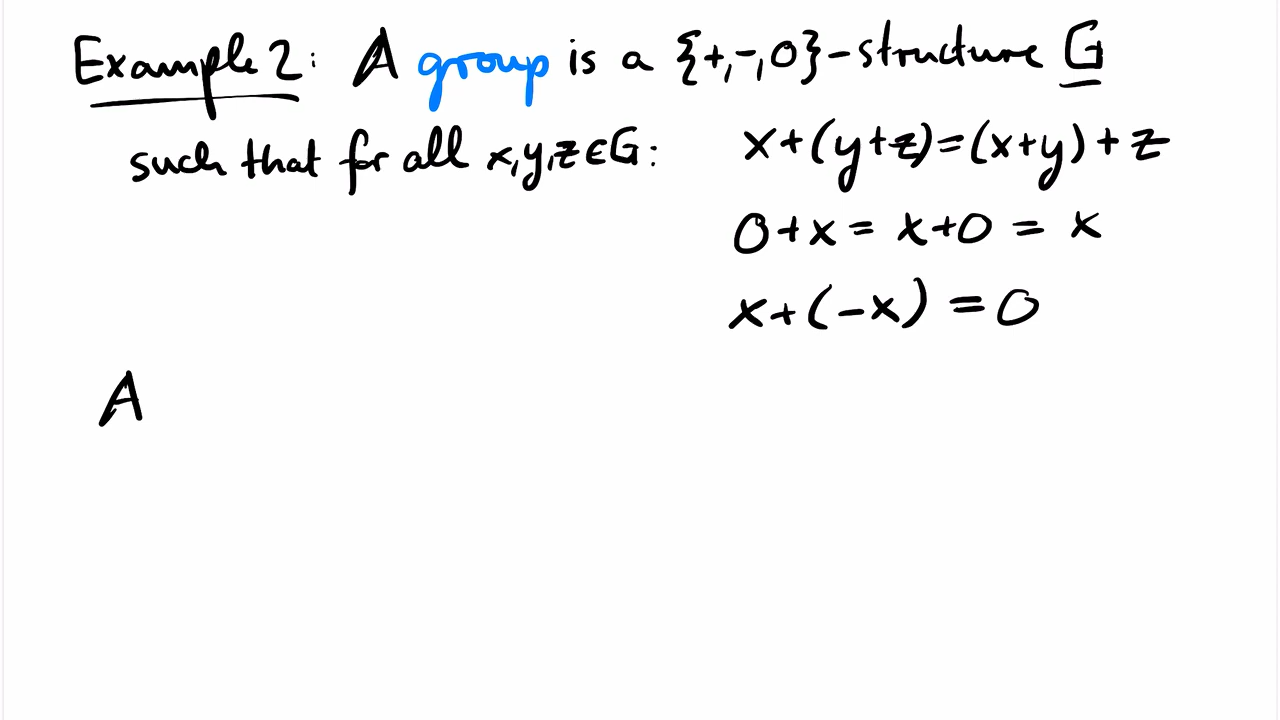 Example 2: A group is a {+,-,0}-structure G
such that for all x,y,z∈G: x+(y+z)=(x+y)+z
0+x = x+0 = x
x+(-x) = 0
A